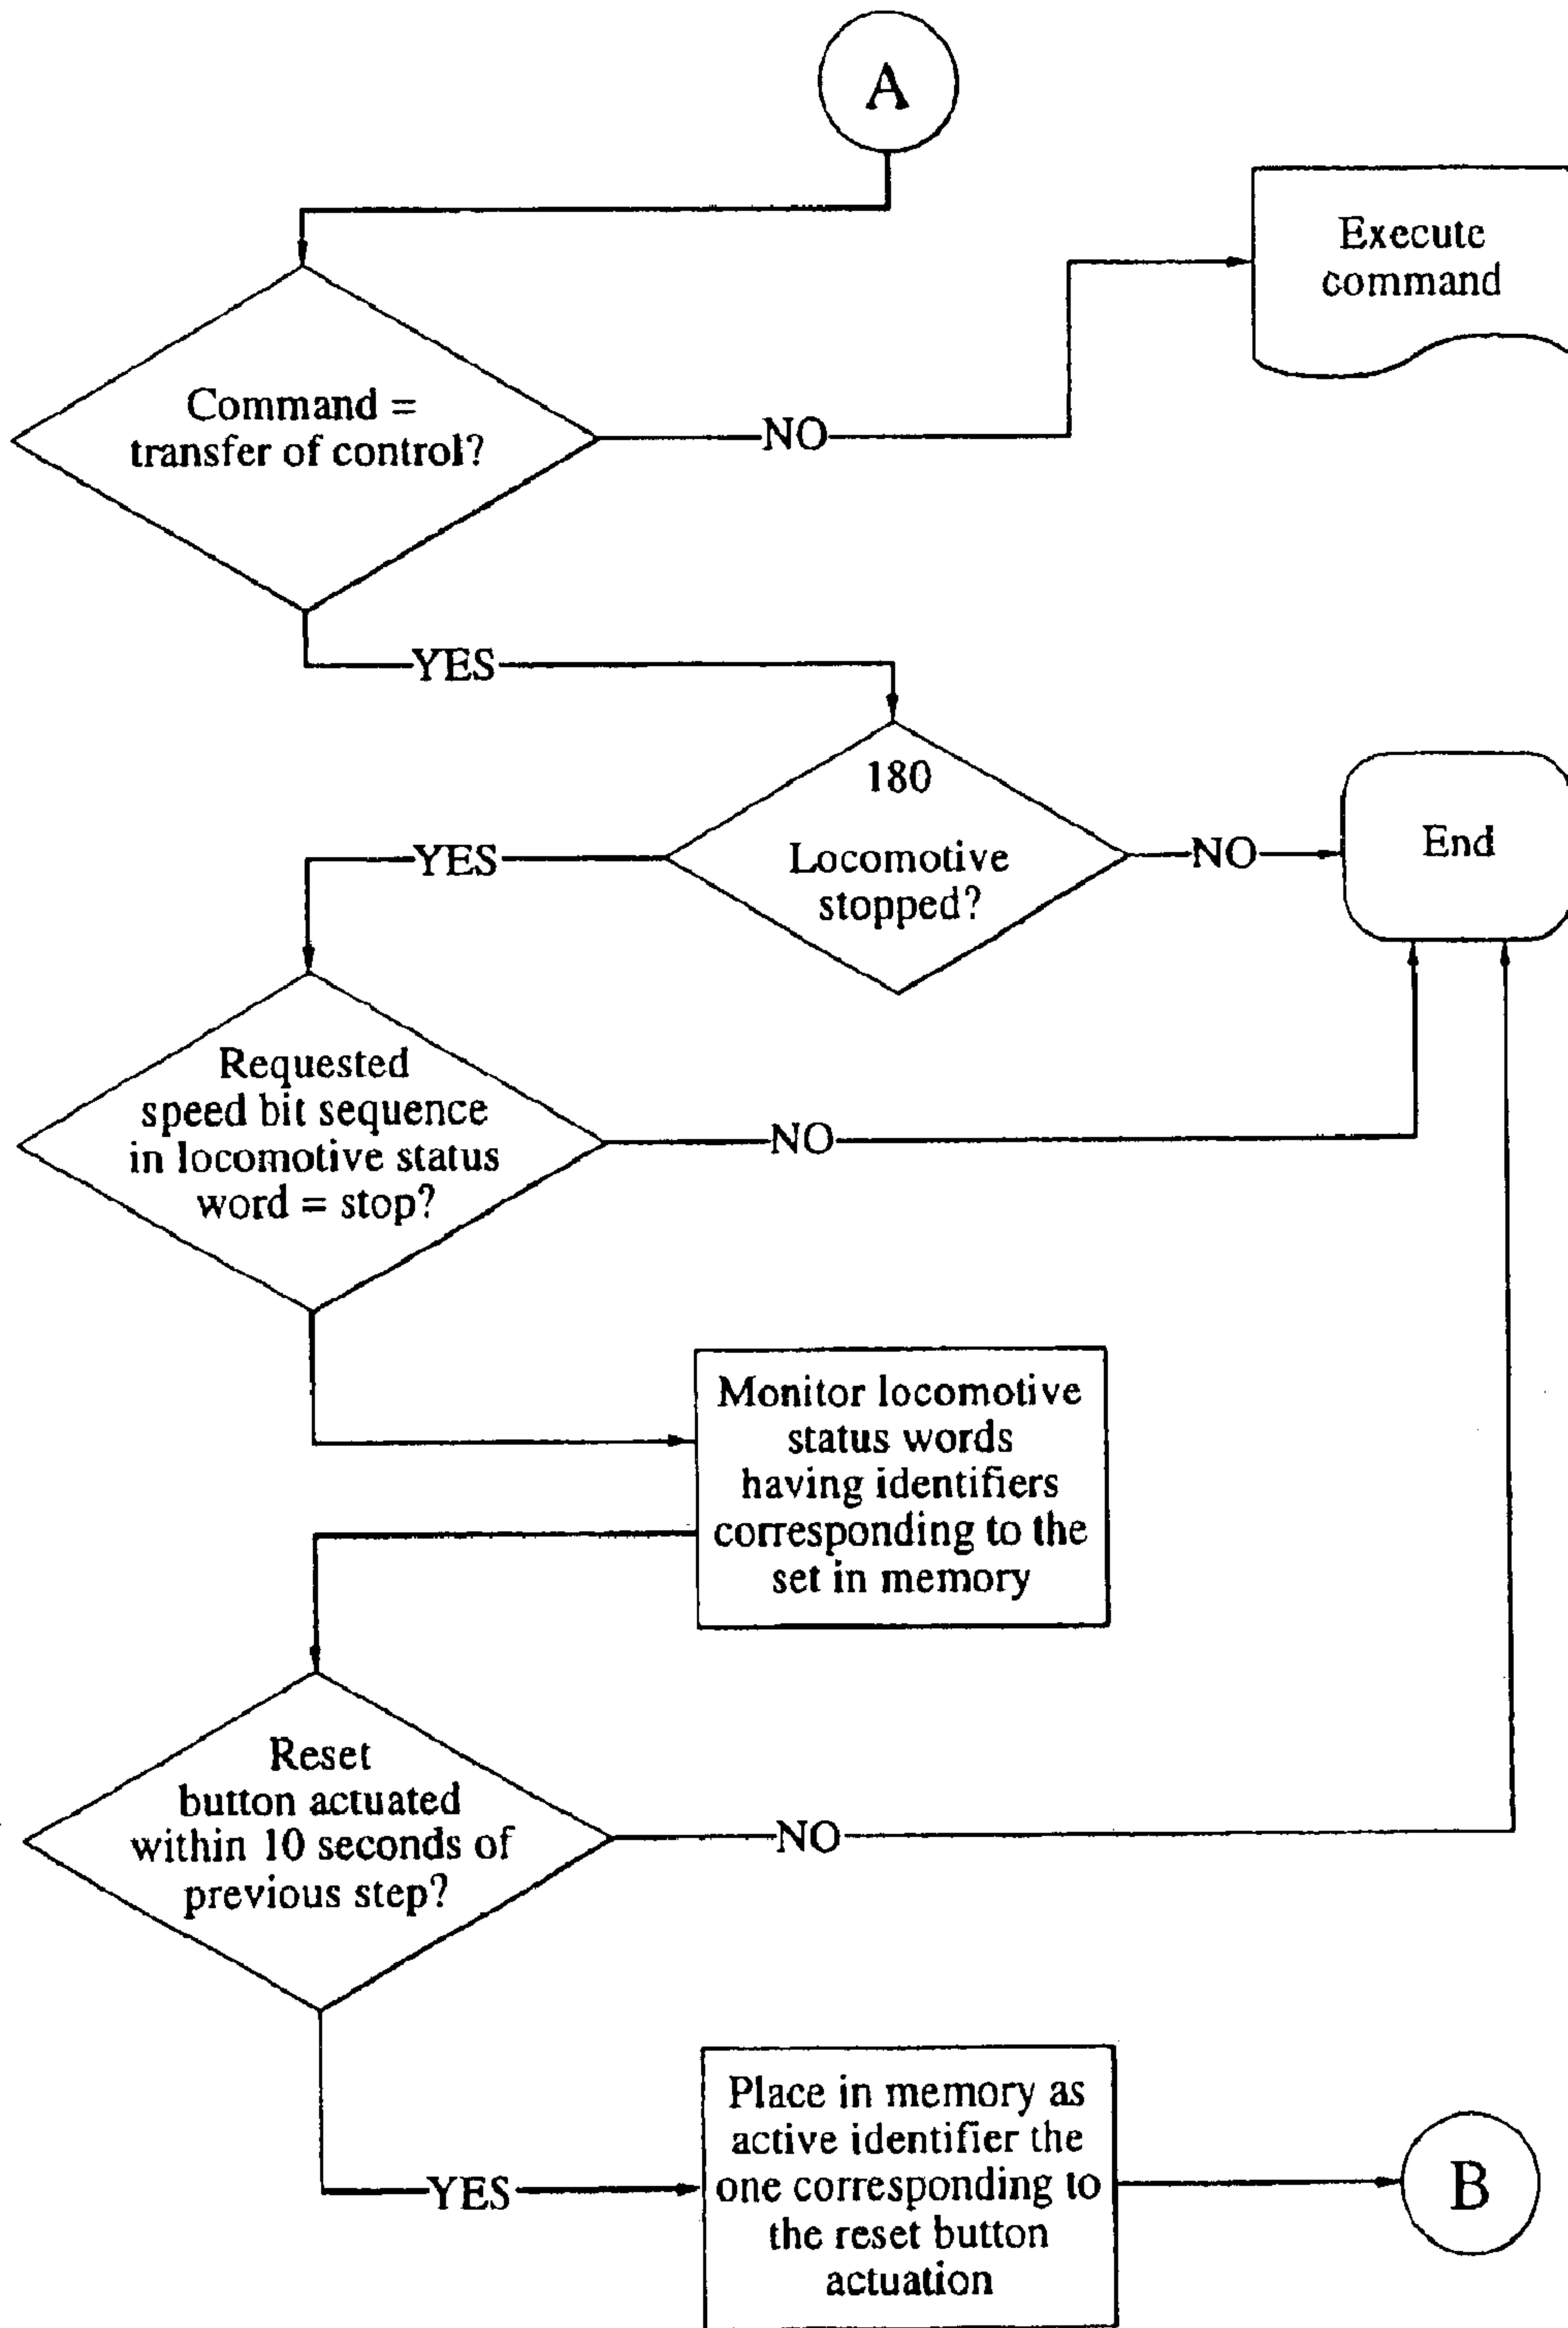 A
Execute
command
Command =
transfer of control?
NO
YES
180
Locomotive
stopped?
YES
NO
End
Requested
speed bit sequence
in locomotive status
word = stop?
NO
Monitor locomotive
status words
having identifiers
corresponding to the
set in memory
Reset
button actuated
within 10 seconds of
previous step?
NO
YES
Place in memory as
active identifier the
one corresponding to
the reset button
actuation
B